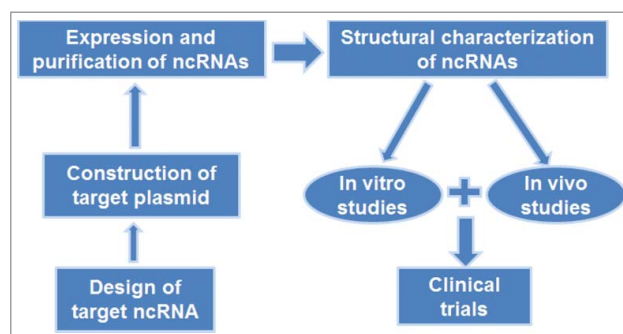 Expression and
purification of ncRNAs
Structural characterization
of ncRNAs
Construction of
target plasmid
In vitro
studies
In vivo
studies
Design of
target ncRNA
Clinical
trials